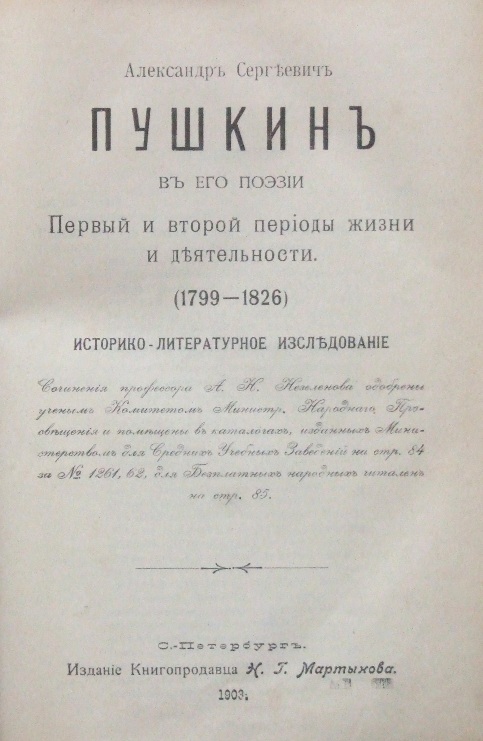 Александръ Сергѣевичъ
ПУШКИНЪ
ВЪ ЕГО ПОЭЗІИ
Первый и второй періоды жизни
и дѣятельности.
(1799—1826)
ИСТОРИКО-ЛИТЕРАТУРНОЕ ИЗСЛѢДОВАНІЕ
Сочиненія профессора А. И. Незеленова одобрены
ученымъ Комитетомъ Министр. Народнаго Про-
свѣщенія и помѣщены въ каталогахъ, изданныхъ Мини-
стерствомъ для Среднихъ Учебныхъ Заведеній на стр. 84
за № 1261, 62, для Безплатныхъ народныхъ читаленъ
на стр. 85.
С.-Петербургъ.
Изданіе Книгопродавца Н. Г. Мартынова.
1903.